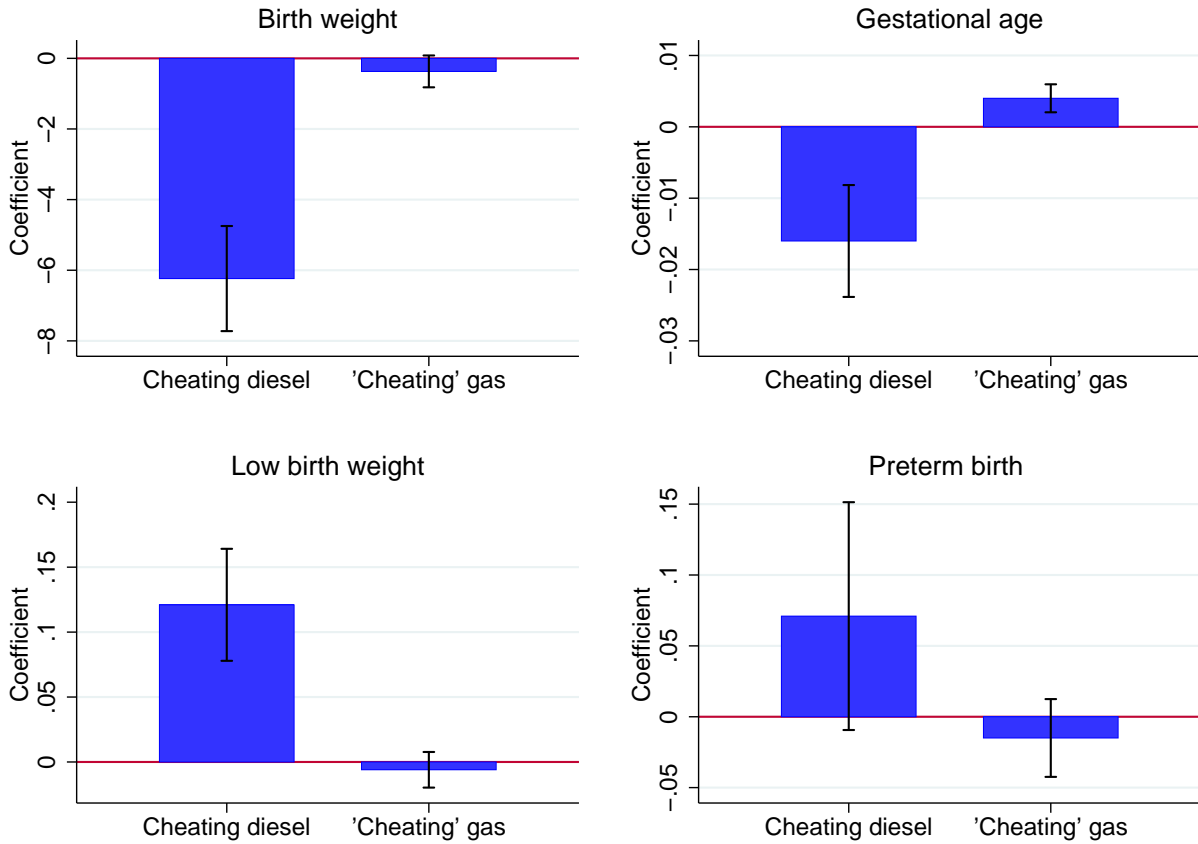 Birth weight
Coefficient
0
−2
−4
−6
−8
Cheating diesel
’Cheating’ gas
Gestational age
Coefficient
.01
0
−.01
−.02
−.03
Cheating diesel
’Cheating’ gas
Low birth weight
Coefficient
.2
.15
.1
.05
0
Cheating diesel
’Cheating’ gas
Preterm birth
Coefficient
.15
.1
.05
0
−.05
Cheating diesel
’Cheating’ gas